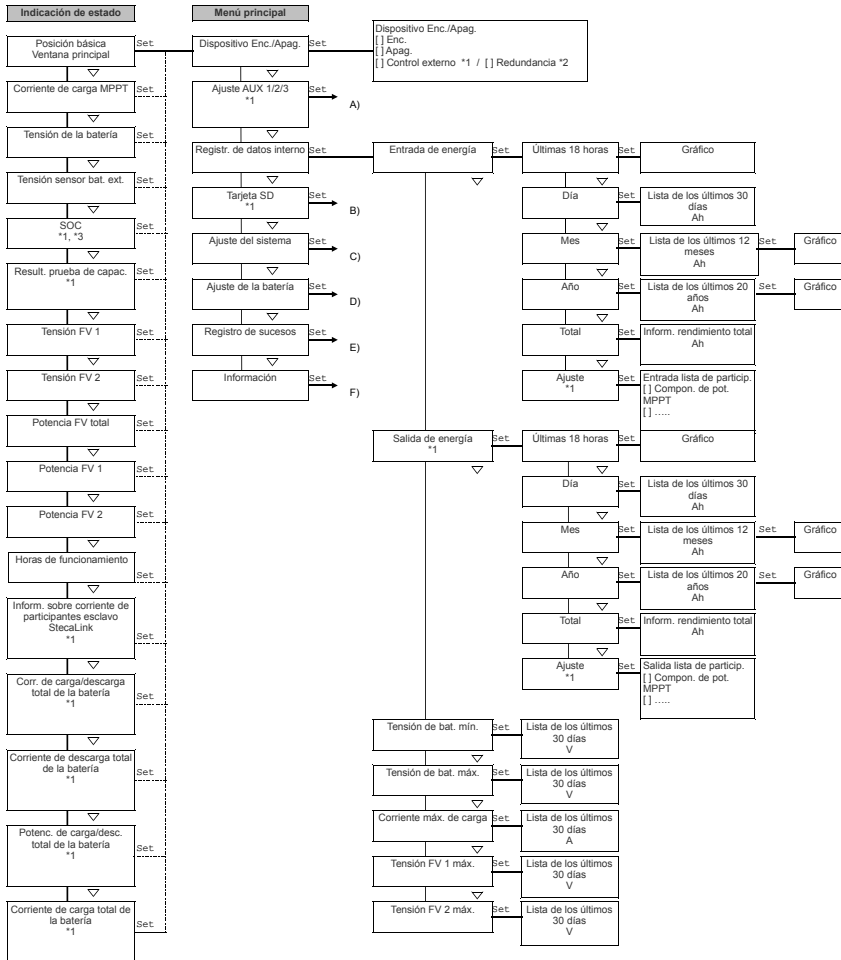 Indicación de estado
Posición básica
Ventana principal
Set
Corriente de carga MPPT
Set
Tensión de la batería
Set
Tensión sensor bat. ext.
Set
SOC
*1, *3
Set
Result. prueba de capac.
*1
Set
Tensión FV 1
Set
Tensión FV 2
Set
Potencia FV total
Set
Potencia FV 1
Set
Potencia FV 2
Set
Horas de funcionamiento
Set
Inform. sobre corriente de
participantes esclavo
StecaLink
*1
Set
Corr. de carga/descarga
total de la batería
*1
Set
Corriente de descarga total
de la batería
*1
Set
Potenc. de carga/desc.
total de la batería
*1
Set
Corriente de carga total de
la batería
*1
Set
Menú principal
Dispositivo Enc./Apag.
Set
Dispositivo Enc./Apag.
[ ] Enc.
[ ] Apag.
[ ] Control externo *1 / [ ] Redundancia *2
Ajuste AUX 1/2/3
*1
Set
A)
Registr. de datos interno
Set
Tarjeta SD
*1
Set
B)
Ajuste del sistema
Set
C)
Ajuste de la batería
Set
D)
Registro de sucesos
Set
E)
Información
Set
F)
Entrada de energía
Set
Últimas 18 horas
Set
Gráfico
Día
Set
Lista de los últimos 30
días
Ah
Mes
Set
Lista de los últimos 12
meses
Ah
Set
Gráfico
Año
Set
Lista de los últimos 20
años
Ah
Set
Gráfico
Total
Set
Inform. rendimiento total
Ah
Ajuste
*1
Set
Entrada lista de particip.
[ ] Compon. de pot.
MPPT
[ ] .....
Salida de energía
*1
Set
Últimas 18 horas
Set
Gráfico
Día
Set
Lista de los últimos 30
días
Ah
Mes
Set
Lista de los últimos 12
meses
Ah
Set
Gráfico
Año
Set
Lista de los últimos 20
años
Ah
Set
Gráfico
Total
Set
Inform. rendimiento total
Ah
Ajuste
*1
Set
Salida lista de particip.
[ ] Compon. de pot.
MPPT
[ ] .....
Tensión de bat. mín.
Set
Lista de los últimos
30 días
V
Tensión de bat. máx.
Set
Lista de los últimos
30 días
V
Corriente máx. de carga
Set
Lista de los últimos
30 días
A
Tensión FV 1 máx.
Set
Lista de los últimos
30 días
V
Tensión FV 2 máx.
Set
Lista de los últimos
30 días
V